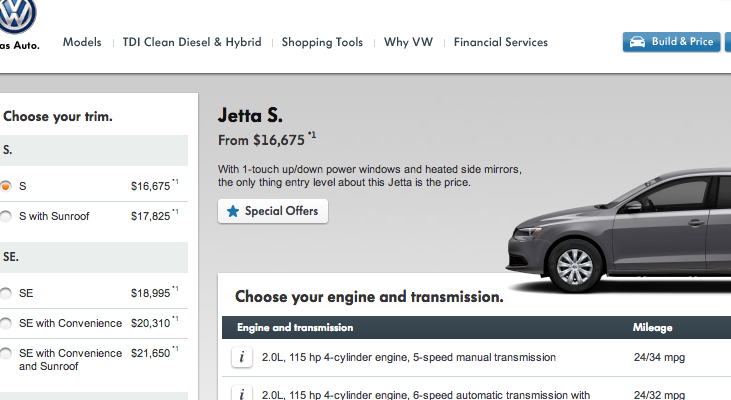 as Auto.
Models
TDI Clean Diesel & Hybrid
Shopping Tools
Why VW
Financial Services
Build & Price
Choose your trim.
S.
S $16,675 *1
S with Sunroof $17,825 *1
SE.
SE $18,995 *1
SE with Convenience $20,310 *1
SE with Convenience $21,650 *1
and Sunroof
Jetta S.
From $16,675 *1
With 1-touch up/down power windows and heated side mirrors,
the only thing entry level about this Jetta is the price.
Special Offers
Choose your engine and transmission.
Engine and transmission Mileage
i 2.0L, 115 hp 4-cylinder engine, 5-speed manual transmission 24/34 mpg
i 2.0L, 115 hp 4-cylinder engine, 6-speed automatic transmission with 24/32 mpg